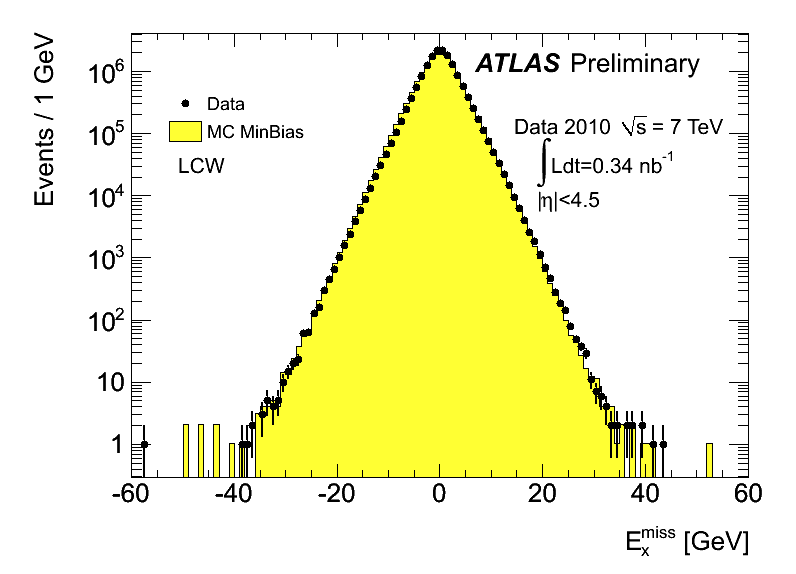 Events / 1 GeV
10⁶
10⁵
10⁴
10³
10²
10
1
ATLAS Preliminary
Data
MC MinBias
LCW
Data 2010 √s = 7 TeV
∫Ldt=0.34 nb⁻¹
|η|<4.5
-60 -40 -20 0 20 40 60
Eₓᵐⁱˢˢ [GeV]